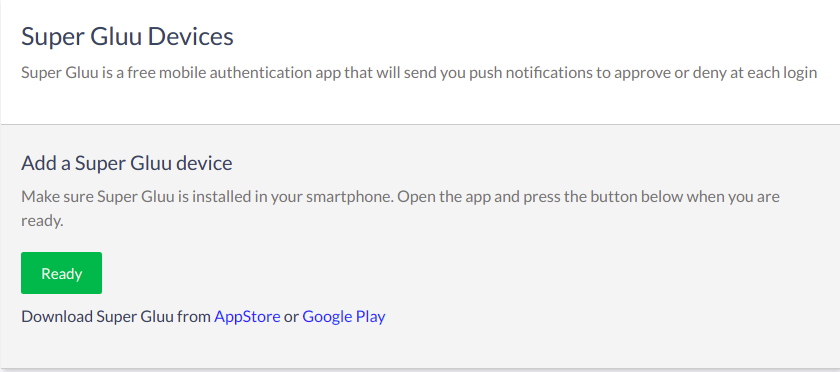 Super Gluu Devices
Super Gluu is a free mobile authentication app that will send you push notifications to approve or deny at each login
Add a Super Gluu device
Make sure Super Gluu is installed in your smartphone. Open the app and press the button below when you are
ready.
Ready
Download Super Gluu from AppStore or Google Play